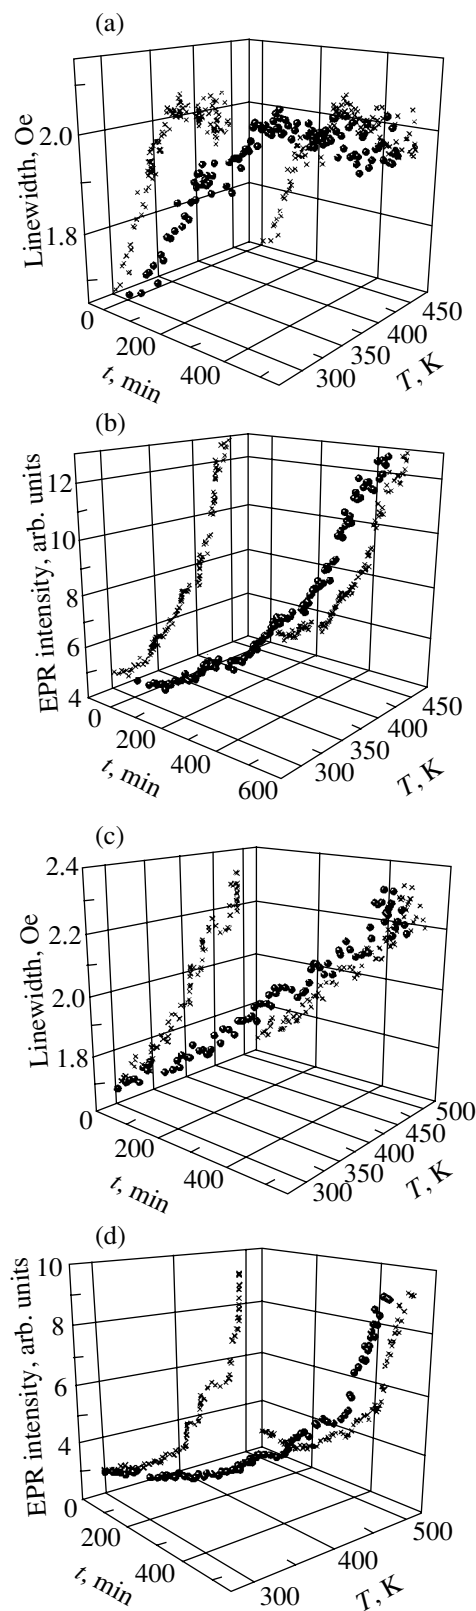 (a)
Linewidth, Oe
2.0
1.8
0
200
400
t, min
300
350
400
450
T, K
(b)
EPR intensity, arb. units
12
10
8
6
4
0
200
400
600
t, min
300
350
400
450
T, K
(c)
Linewidth, Oe
2.4
2.2
2.0
1.8
0
200
400
t, min
300
350
400
450
500
T, K
(d)
EPR intensity, arb. units
10
8
6
4
0
200
400
t, min
300
400
500
T, K